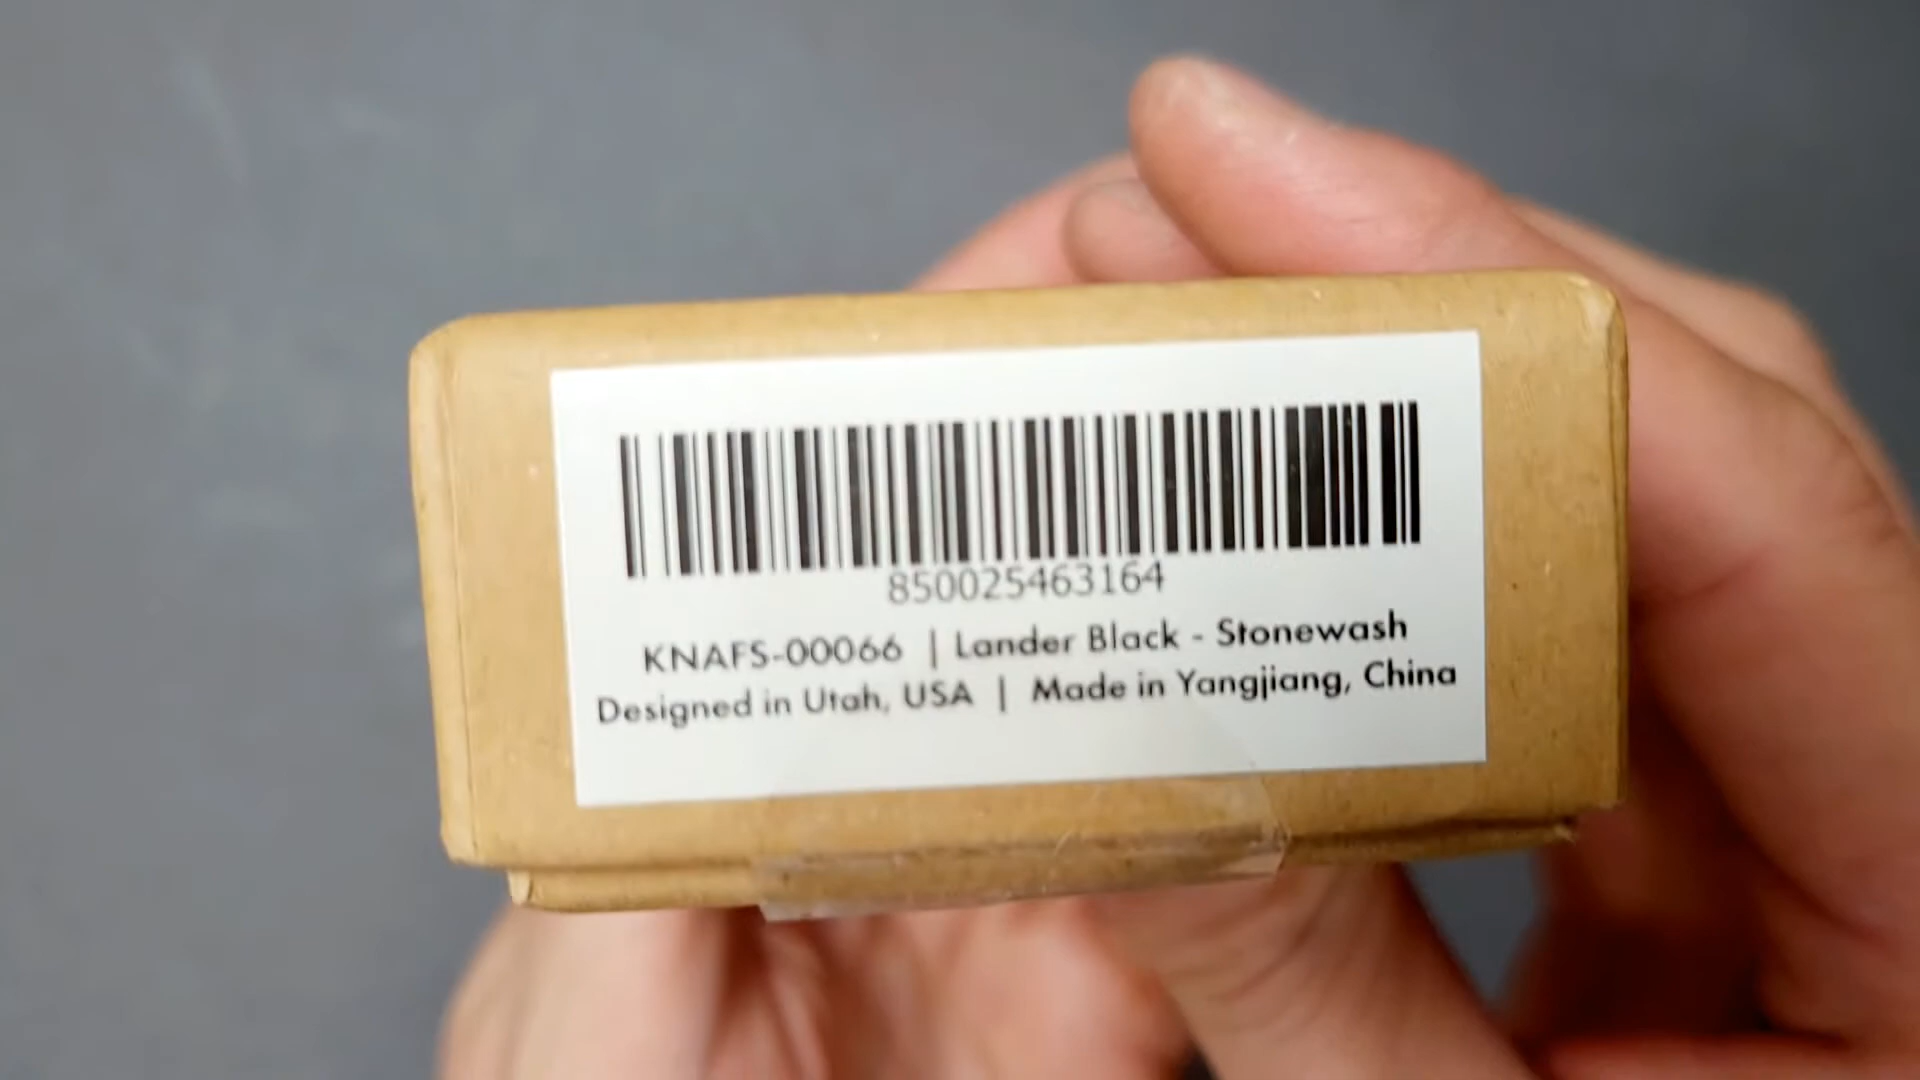 850025463164
KNAFS-00066 | Lander Black - Stonewash
Designed in Utah, USA | Made in Yangjiang, China